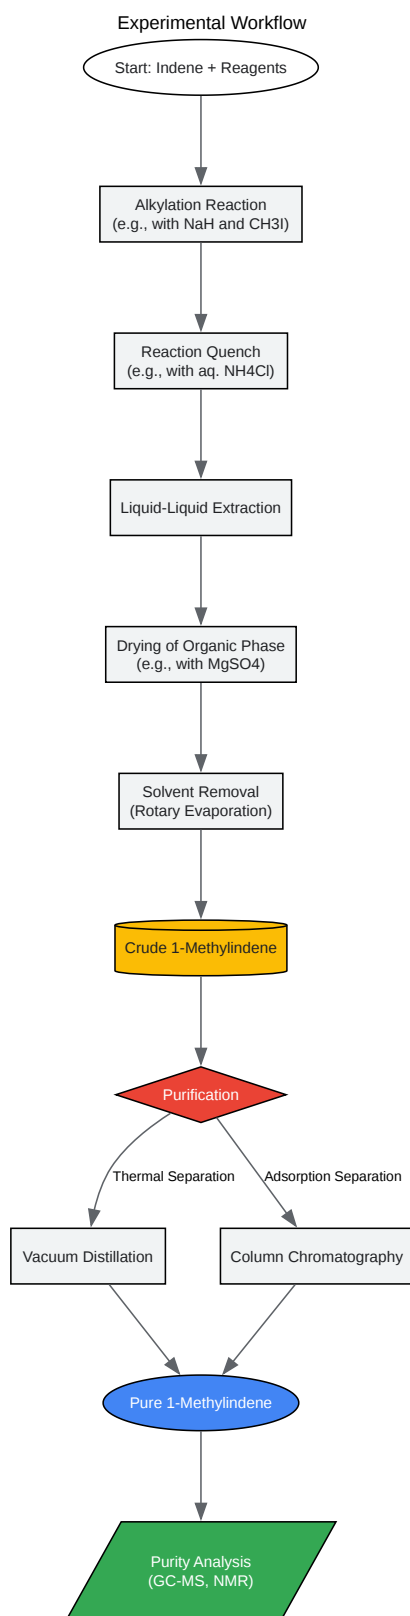 Experimental Workflow
Start: Indene + Reagents
Alkylation Reaction
(e.g., with NaH and CH3I)
Reaction Quench
(e.g., with aq. NH4Cl)
Liquid-Liquid Extraction
Drying of Organic Phase
(e.g., with MgSO4)
Solvent Removal
(Rotary Evaporation)
Crude 1-Methylindene
Purification
Thermal Separation
Adsorption Separation
Vacuum Distillation
Column Chromatography
Pure 1-Methylindene
Purity Analysis
(GC-MS, NMR)